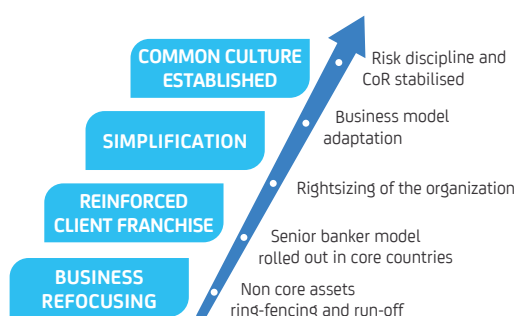 COMMON CULTURE
ESTABLISHED
Risk discipline and
CoR stabilised
SIMPLIFICATION
Business model
adaptation
Rightsizing of the organization
REINFORCED
CLIENT FRANCHISE
Senior banker model
rolled out in core countries
BUSINESS
REFOCUSING
Non core assets
ring-fencing and run-off